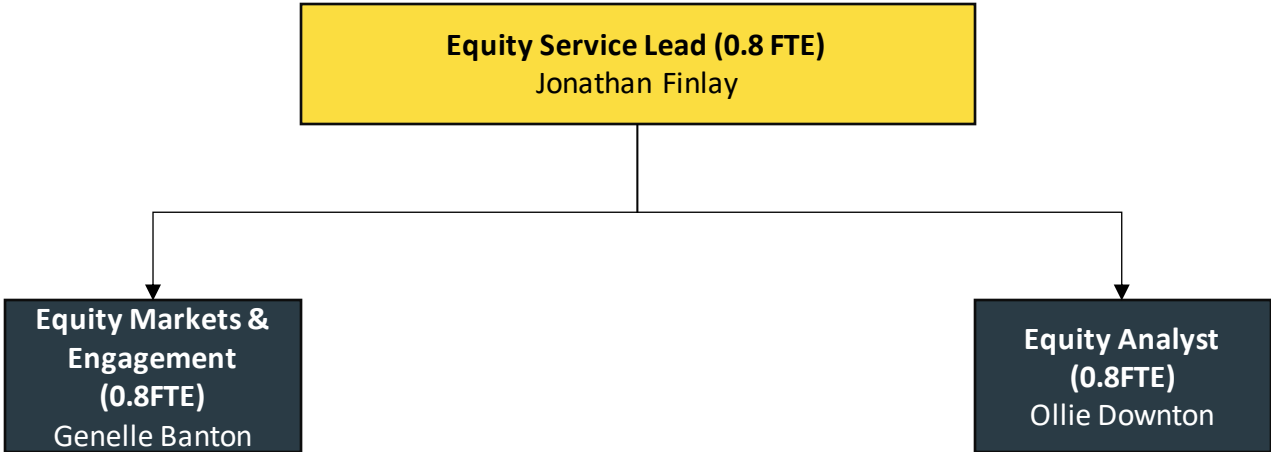 Equity Service Lead (0.8 FTE)
Jonathan Finlay
Equity Markets &
Engagement
(0.8FTE)
Genelle Banton
Equity Analyst
(0.8FTE)
Ollie Downton